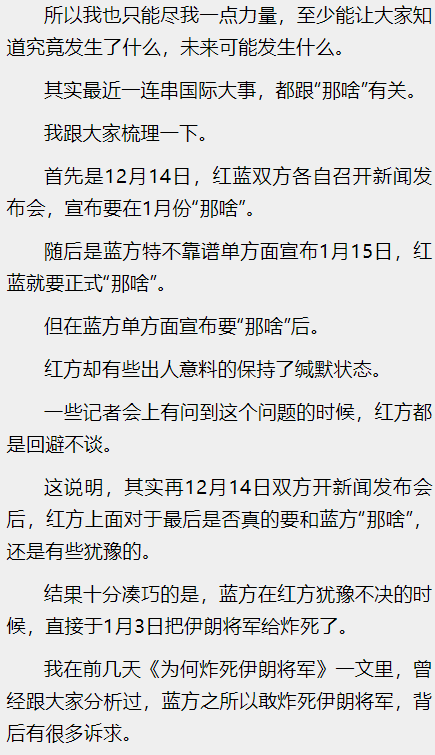 所以我也只能尽我一点力量，至少能让大家知
道究竟发生了什么，未来可能发生什么。
其实最近一连串国际大事，都跟“那啥”有关。
我跟大家梳理一下。
首先是12月14日，红蓝双方各自召开新闻发
布会，宣布要在1月份“那啥”。
随后是蓝方特不靠谱单方面宣布1月15日，红
蓝就要正式“那啥”。
但在蓝方单方面宣布要“那啥”后。
红方却有些出人意料的保持了缄默状态。
一些记者会上有问到这个问题的时候，红方都
是回避不谈。
这说明，其实再12月14日双方开新闻发布会
后，红方上面对于最后是否真的要和蓝方“那啥”，
还是有些犹豫的。
结果十分凑巧的是，蓝方在红方犹豫不决的时
候，直接于1月3日把伊朗将军给炸死了。
我在前几天《为何炸死伊朗将军》一文里，曾
经跟大家分析过，蓝方之所以敢炸死伊朗将军，背
后有很多诉求。